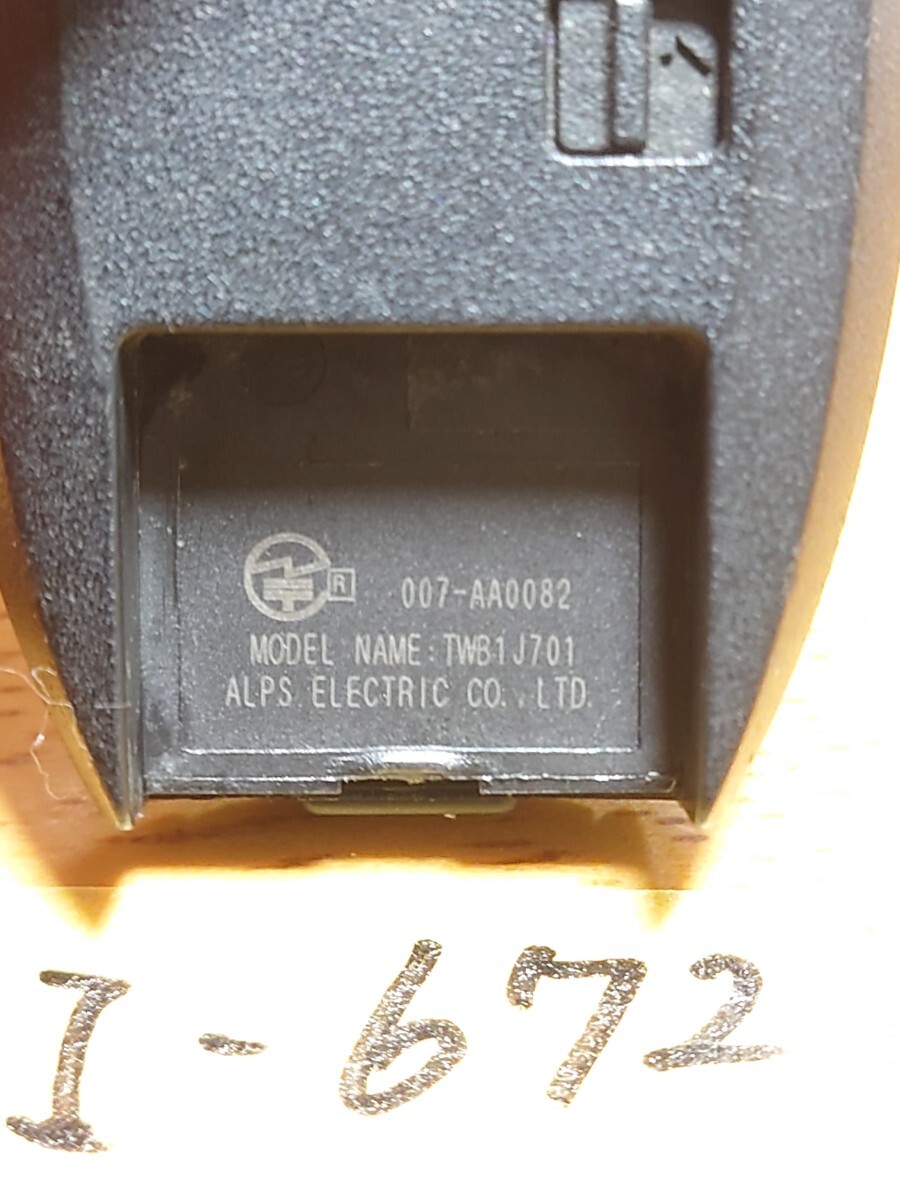 R 007-AA0082
MODEL NAME:TWB1J701
ALPS ELECTRIC CO.,LTD.
I-672